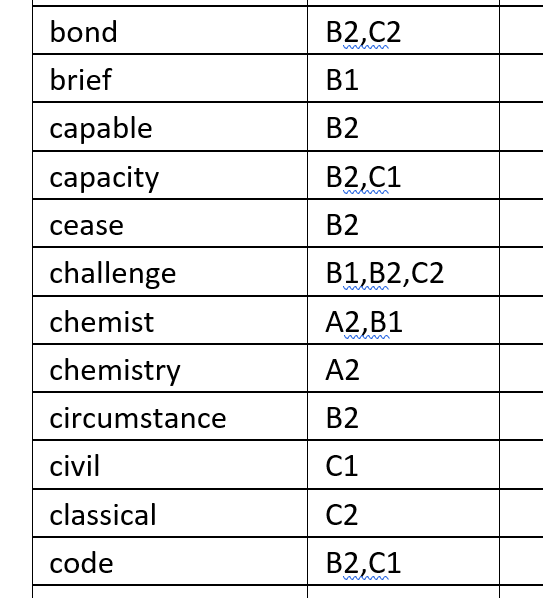 bond B2,C2
brief B1
capable B2
capacity B2,C1
cease B2
challenge B1,B2,C2
chemist A2,B1
chemistry A2
circumstance B2
civil C1
classical C2
code B2,C1